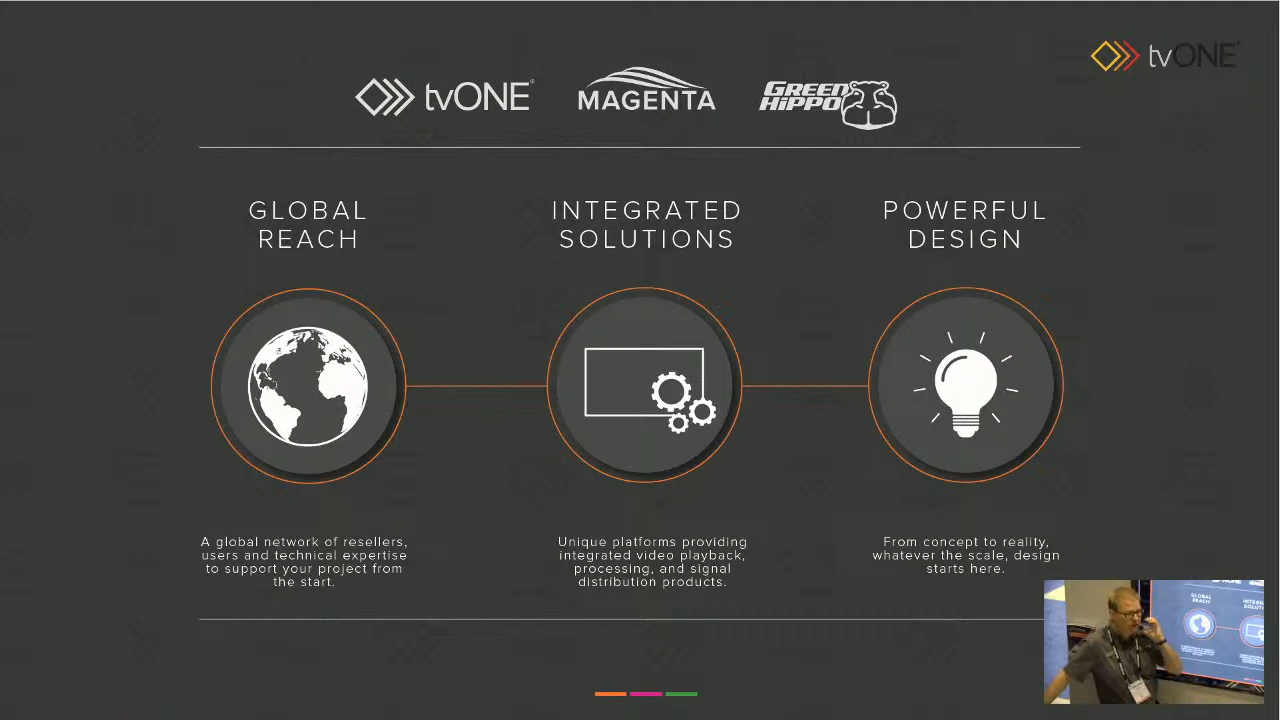 tvONE
tvONE
MAGENTA
GREEN
HIPPO
GLOBAL
REACH
INTEGRATED
SOLUTIONS
POWERFUL
DESIGN
A global network of resellers,
users and technical expertise
to support your project from
the start.
Unique platforms providing
integrated video playback,
processing, and signal
distribution products.
From concept to reality,
whatever the scale, design
starts here.
GLOBAL
REACH